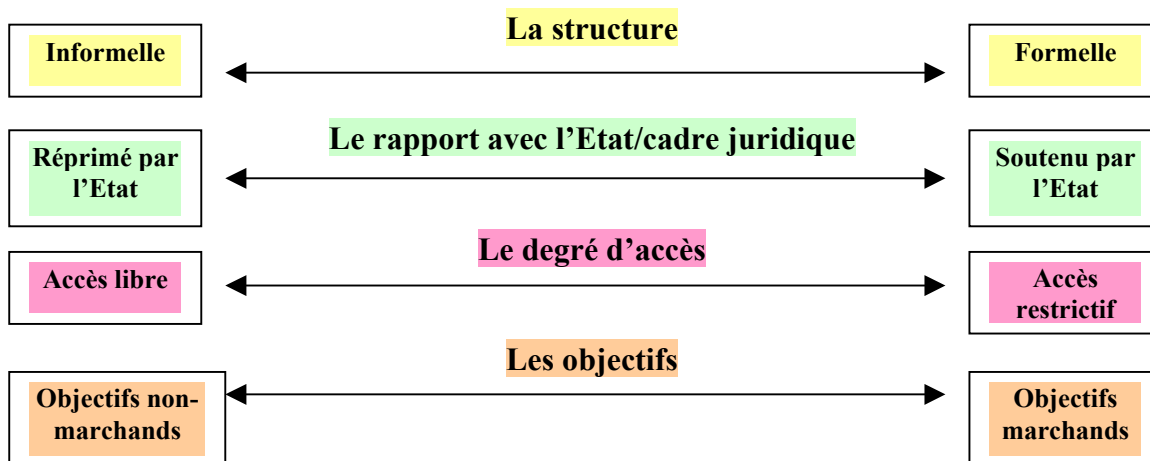 La structure
Informelle
Formelle
Le rapport avec l’Etat/cadre juridique
Réprimé par
l’Etat
Soutenu par
l’Etat
Le degré d’accès
Accès libre
Accès
restrictif
Les objectifs
Objectifs non-
marchands
Objectifs
marchands